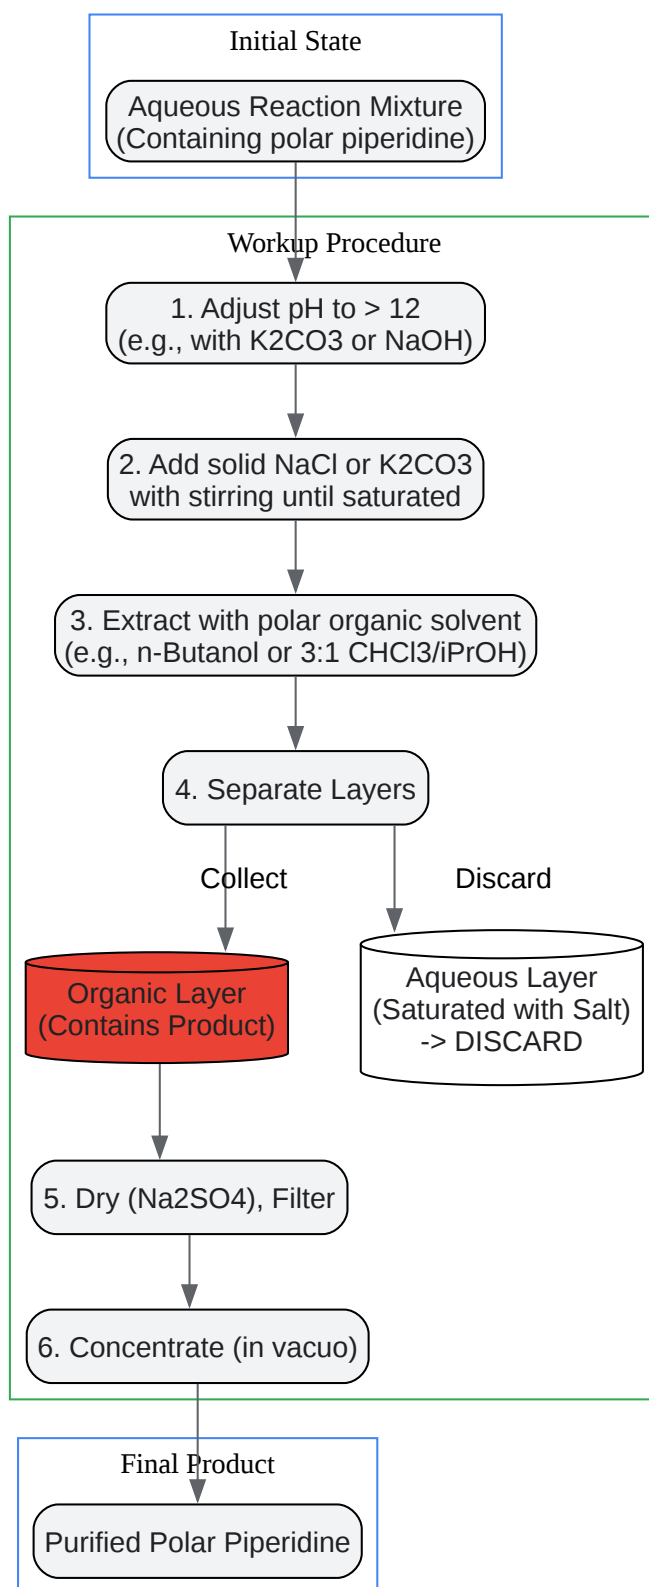 Initial State
Aqueous Reaction Mixture
(Containing polar piperidine)
Workup Procedure
1. Adjust pH to > 12
(e.g., with K2CO3 or NaOH)
2. Add solid NaCl or K2CO3
with stirring until saturated
3. Extract with polar organic solvent
(e.g., n-Butanol or 3:1 CHCl3/iPrOH)
4. Separate Layers
Collect
Discard
Organic Layer
(Contains Product)
Aqueous Layer
(Saturated with Salt)
-> DISCARD
5. Dry (Na2SO4), Filter
6. Concentrate (in vacuo)
Final Product
Purified Polar Piperidine